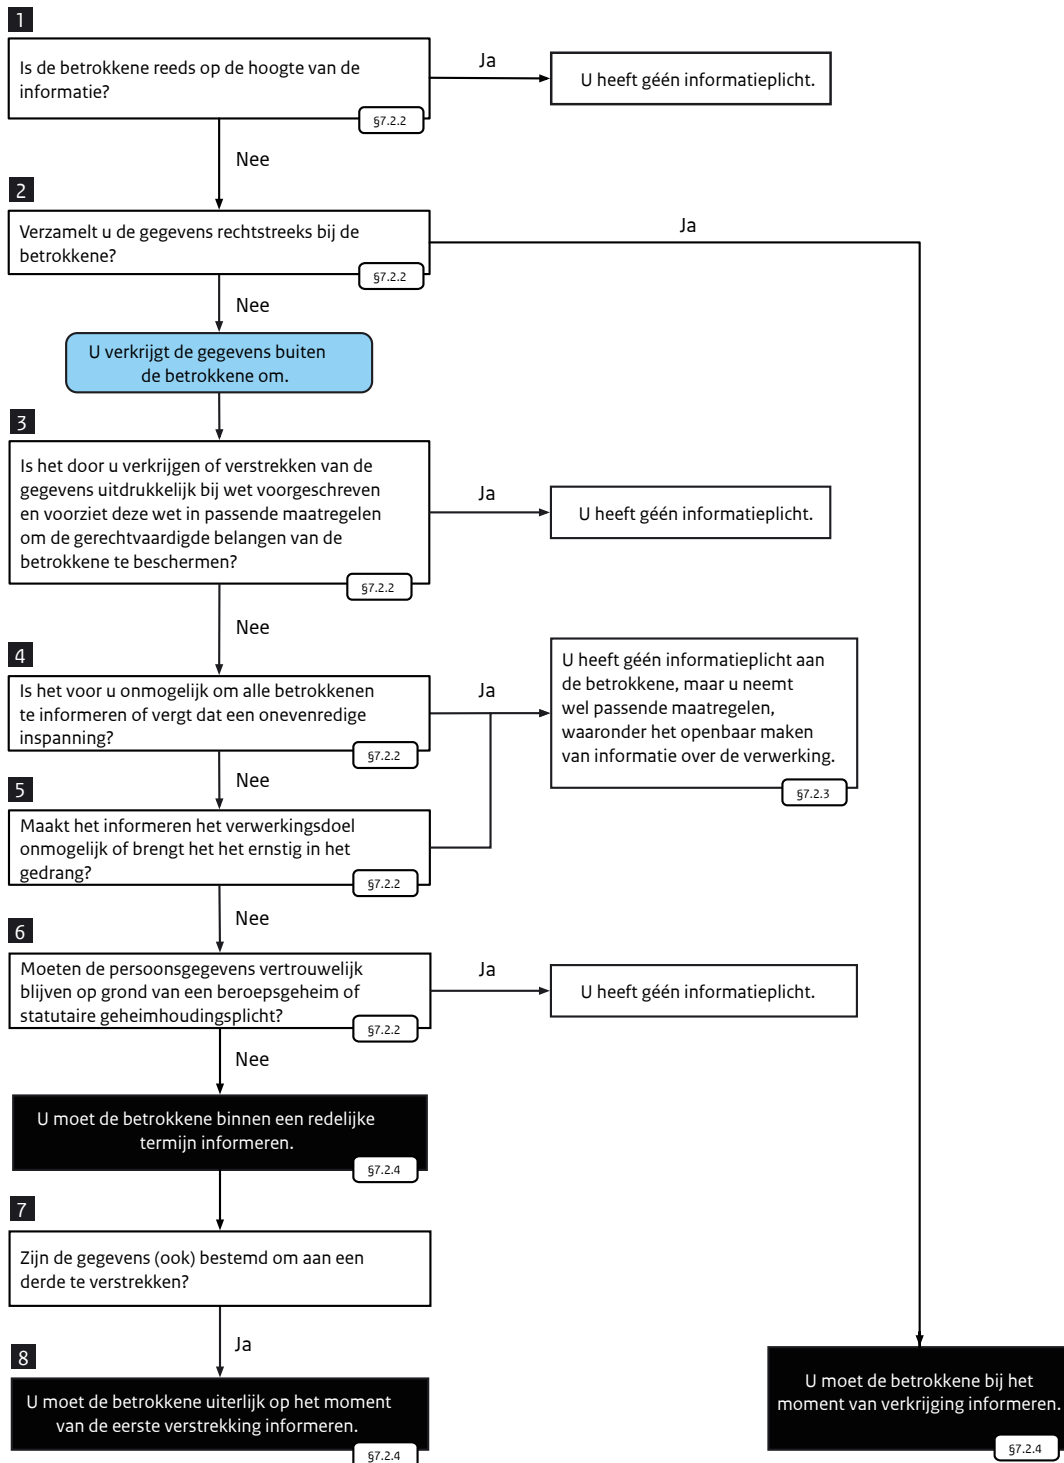 1
Is de betrokkene reeds op de hoogte van de
informatie?
§7.2.2
Ja
U heeft géén informatieplicht.
Nee
2
Verzamelt u de gegevens rechtstreeks bij de
betrokkene?
§7.2.2
Ja
Nee
U verkrijgt de gegevens buiten
de betrokkene om.
3
Is het door u verkrijgen of verstrekken van de
gegevens uitdrukkelijk bij wet voorgeschreven
en voorziet deze wet in passende maatregelen
om de gerechtvaardigde belangen van de
betrokkene te beschermen?
§7.2.2
Ja
U heeft géén informatieplicht.
Nee
4
Is het voor u onmogelijk om alle betrokkenen
te informeren of vergt dat een onevenredige
inspanning?
§7.2.2
Ja
U heeft géén informatieplicht aan
de betrokkene, maar u neemt
wel passende maatregelen,
waaronder het openbaar maken
van informatie over de verwerking.
§7.2.3
Nee
5
Maakt het informeren het verwerkingsdoel
onmogelijk of brengt het het ernstig in het
gedrang?
§7.2.2
Nee
6
Moeten de persoonsgegevens vertrouwelijk
blijven op grond van een beroepsgeheim of
statutaire geheimhoudingsplicht?
§7.2.2
Ja
U heeft géén informatieplicht.
Nee
U moet de betrokkene binnen een redelijke
termijn informeren.
§7.2.4
7
Zijn de gegevens (ook) bestemd om aan een
derde te verstrekken?
Ja
8
U moet de betrokkene uiterlijk op het moment
van de eerste verstrekking informeren.
§7.2.4
U moet de betrokkene bij het
moment van verkrijging informeren.
§7.2.4